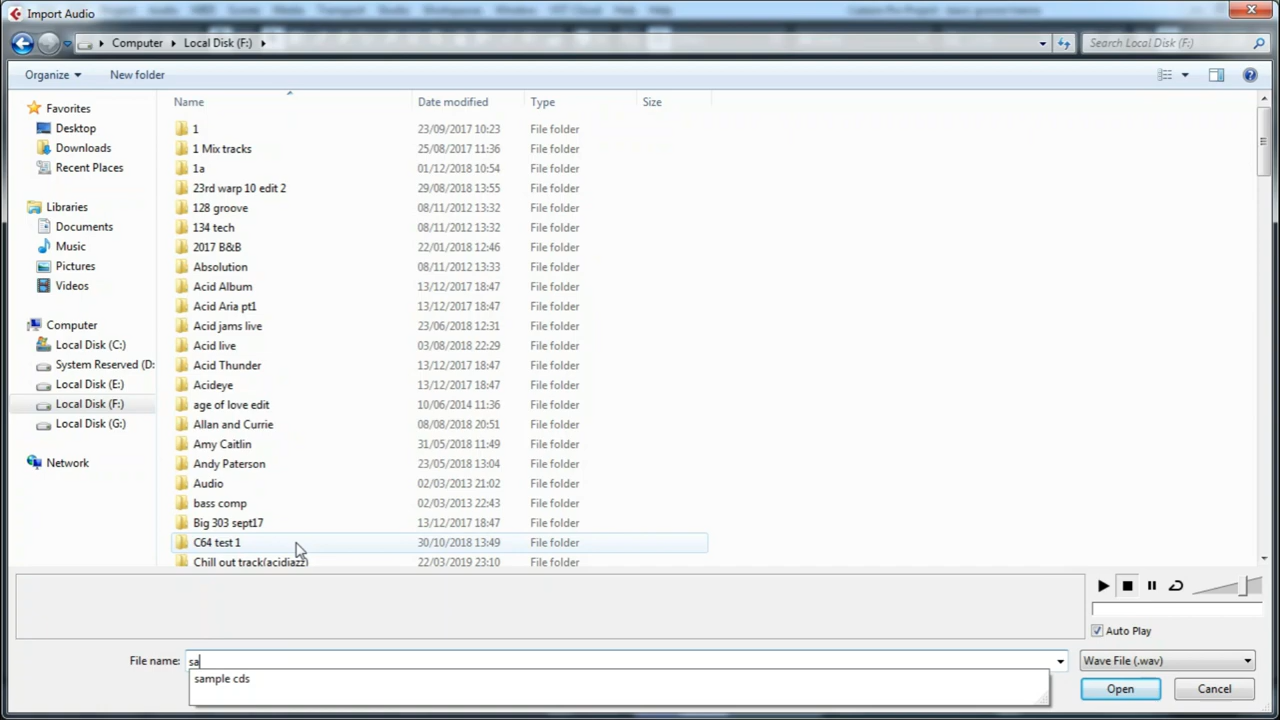 Import Audio
Computer Local Disk (F:)
Search Local Disk (F:)
Organize New folder
Name Date modified Type Size
Favorites
Desktop
Downloads
Recent Places
Libraries
Documents
Music
Pictures
Videos
Computer
Local Disk (C:)
System Reserved (D:
Local Disk (E:)
Local Disk (F:)
Local Disk (G:)
Network
1 23/09/2017 10:23 File folder
1 Mix tracks 25/08/2017 11:36 File folder
1a 01/12/2018 10:54 File folder
23rd warp 10 edit 2 29/08/2018 13:55 File folder
128 groove 08/11/2012 13:32 File folder
134 tech 08/11/2012 13:32 File folder
2017 B&B 22/01/2018 12:46 File folder
Absolution 08/11/2012 13:33 File folder
Acid Album 13/12/2017 18:47 File folder
Acid Aria pt1 13/12/2017 18:47 File folder
Acid jams live 23/06/2018 12:31 File folder
Acid live 03/08/2018 22:29 File folder
Acid Thunder 13/12/2017 18:47 File folder
Acideye 13/12/2017 18:47 File folder
age of love edit 10/06/2014 11:36 File folder
Allan and Currie 08/08/2018 20:51 File folder
Amy Caitlin 31/05/2018 11:49 File folder
Andy Paterson 23/05/2018 13:04 File folder
Audio 02/03/2013 21:02 File folder
bass comp 02/03/2013 22:43 File folder
Big 303 sept17 13/12/2017 18:47 File folder
C64 test 1 30/10/2018 13:49 File folder
Chill out track(acidjazz) 22/03/2019 23:10 File folder
Auto Play
File name: sa
Wave File (.wav)
sample cds
Open Cancel